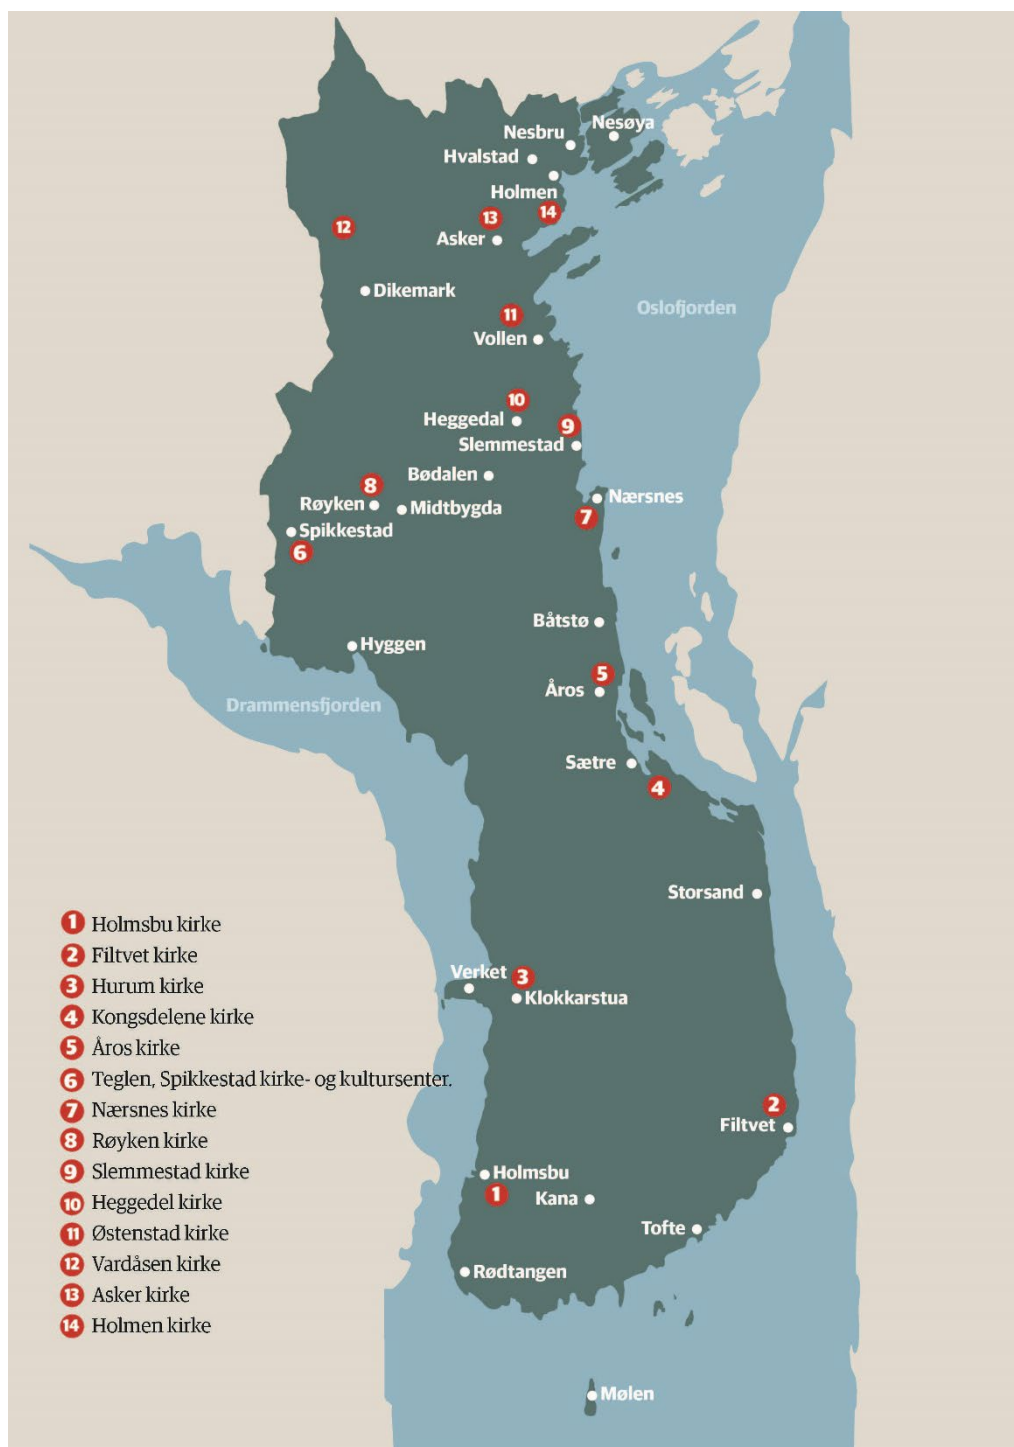 Nesøya
Nesbru
Hvalstad
Holmen
14
13
12
Asker
Dikemark
Oslofjorden
11
Vollen
10
Heggedal
9
Slemmestad
Bødalen
8
Røyken
Midtbygda
Nærsnes
7
Spikkestad
6
Båtstø
Hyggen
5
Åros
Drammensfjorden
Sætre
4
Storsand
Verket
3
Klokkarstua
2
Filtvet
Holmsbu
1
Kana
Tofte
Rødtangen
Mølen
1 Holmsbu kirke
2 Filtvet kirke
3 Hurum kirke
4 Kongsdelene kirke
5 Åros kirke
6 Teglen, Spikkestad kirke- og kultursenter.
7 Nærsnes kirke
8 Røyken kirke
9 Slemmestad kirke
10 Heggedel kirke
11 Østenstad kirke
12 Vardåsen kirke
13 Asker kirke
14 Holmen kirke